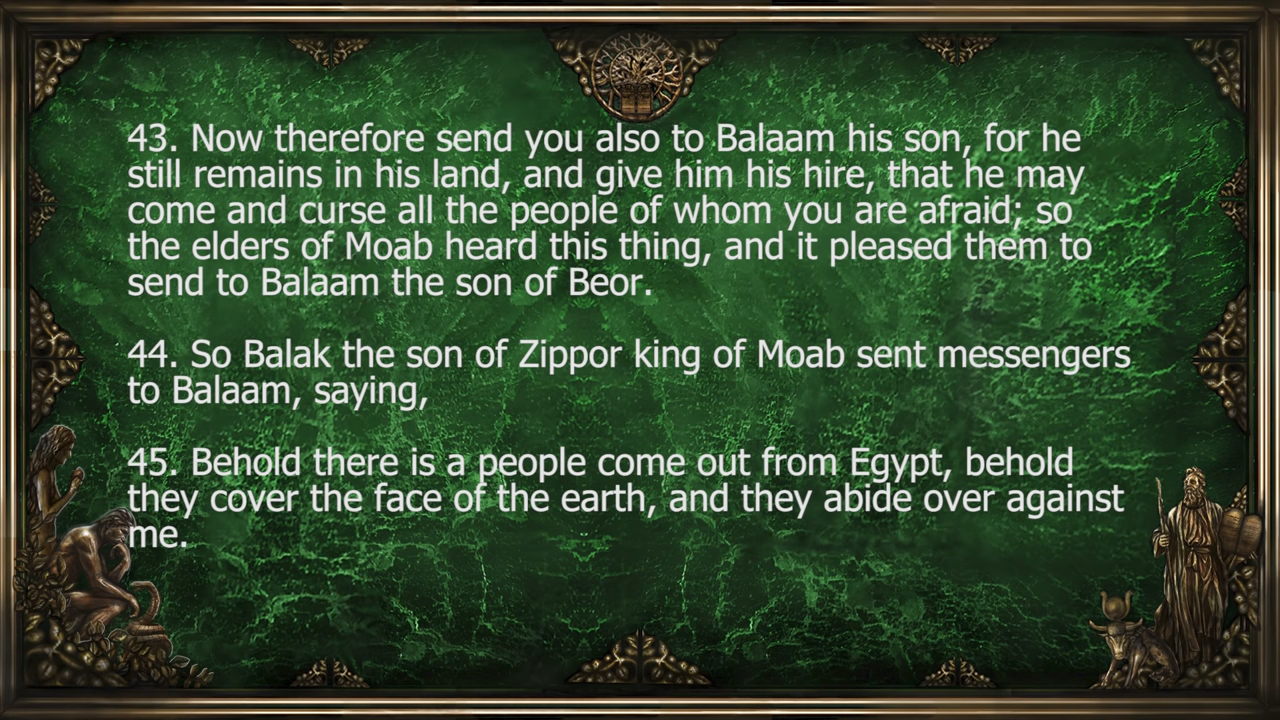 43. Now therefore send you also to Balaam his son, for he
still remains in his land, and give him his hire, that he may
come and curse all the people of whom you are afraid; so
the elders of Moab heard this thing, and it pleased them to
send to Balaam the son of Beor.
44. So Balak the son of Zippor king of Moab sent messengers
to Balaam, saying,
45. Behold there is a people come out from Egypt, behold
they cover the face of the earth, and they abide over against
me.